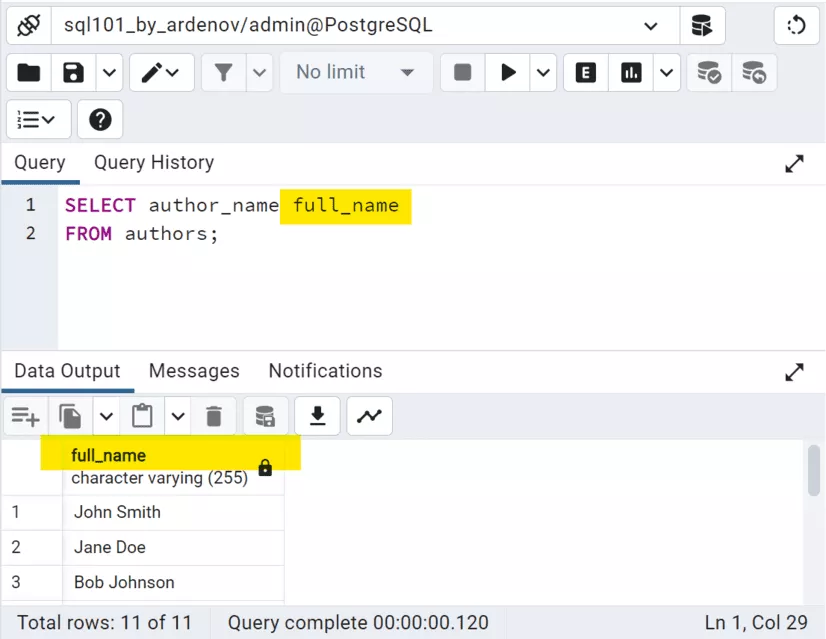 sql101_by_ardenov/admin@PostgreSQL
No limit
E
Query Query History
1 SELECT author_name full_name
2 FROM authors;
Data Output Messages Notifications
full_name
character varying (255)
1 John Smith
2 Jane Doe
3 Bob Johnson
Total rows: 11 of 11 Query complete 00:00:00.120 Ln 1, Col 29